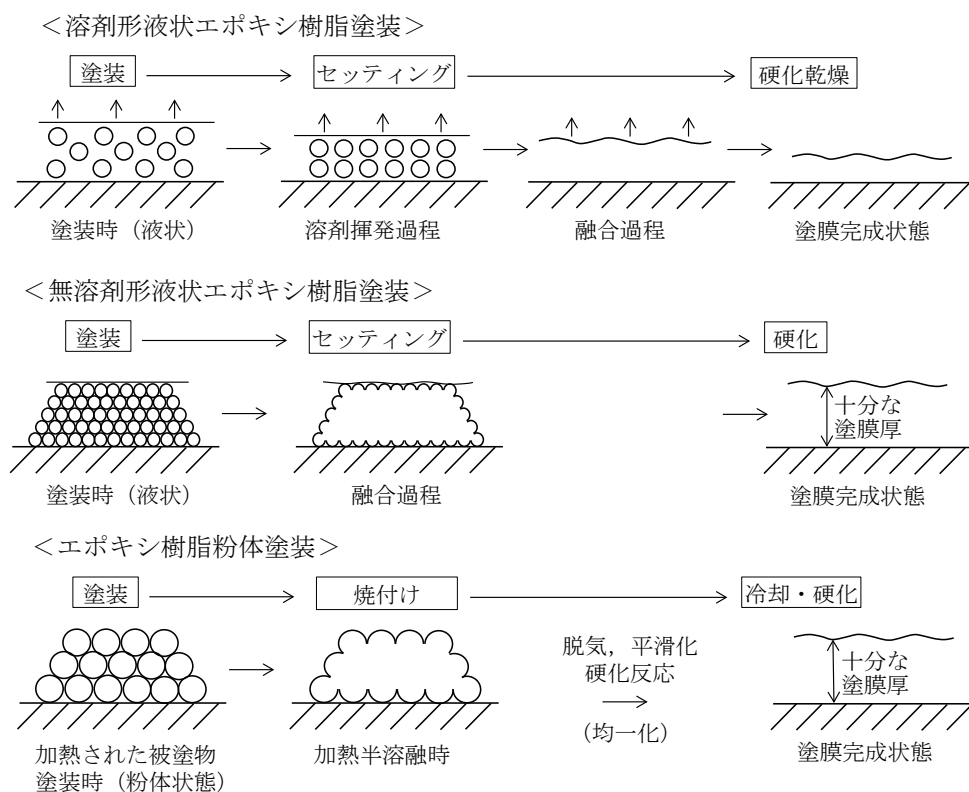 ＜溶剤形液状エポキシ樹脂塗装＞
塗装 セッティング 硬化乾燥
塗装時（液状） 溶剤揮発過程 融合過程 塗膜完成状態
＜無溶剤形液状エポキシ樹脂塗装＞
塗装 セッティング 硬化
十分な
塗膜厚
塗装時（液状） 融合過程 塗膜完成状態
＜エポキシ樹脂粉体塗装＞
塗装 焼付け 冷却・硬化
脱気，平滑化
硬化反応
（均一化）
十分な
塗膜厚
加熱された被塗物
塗装時（粉体状態）
加熱半溶融時
塗膜完成状態